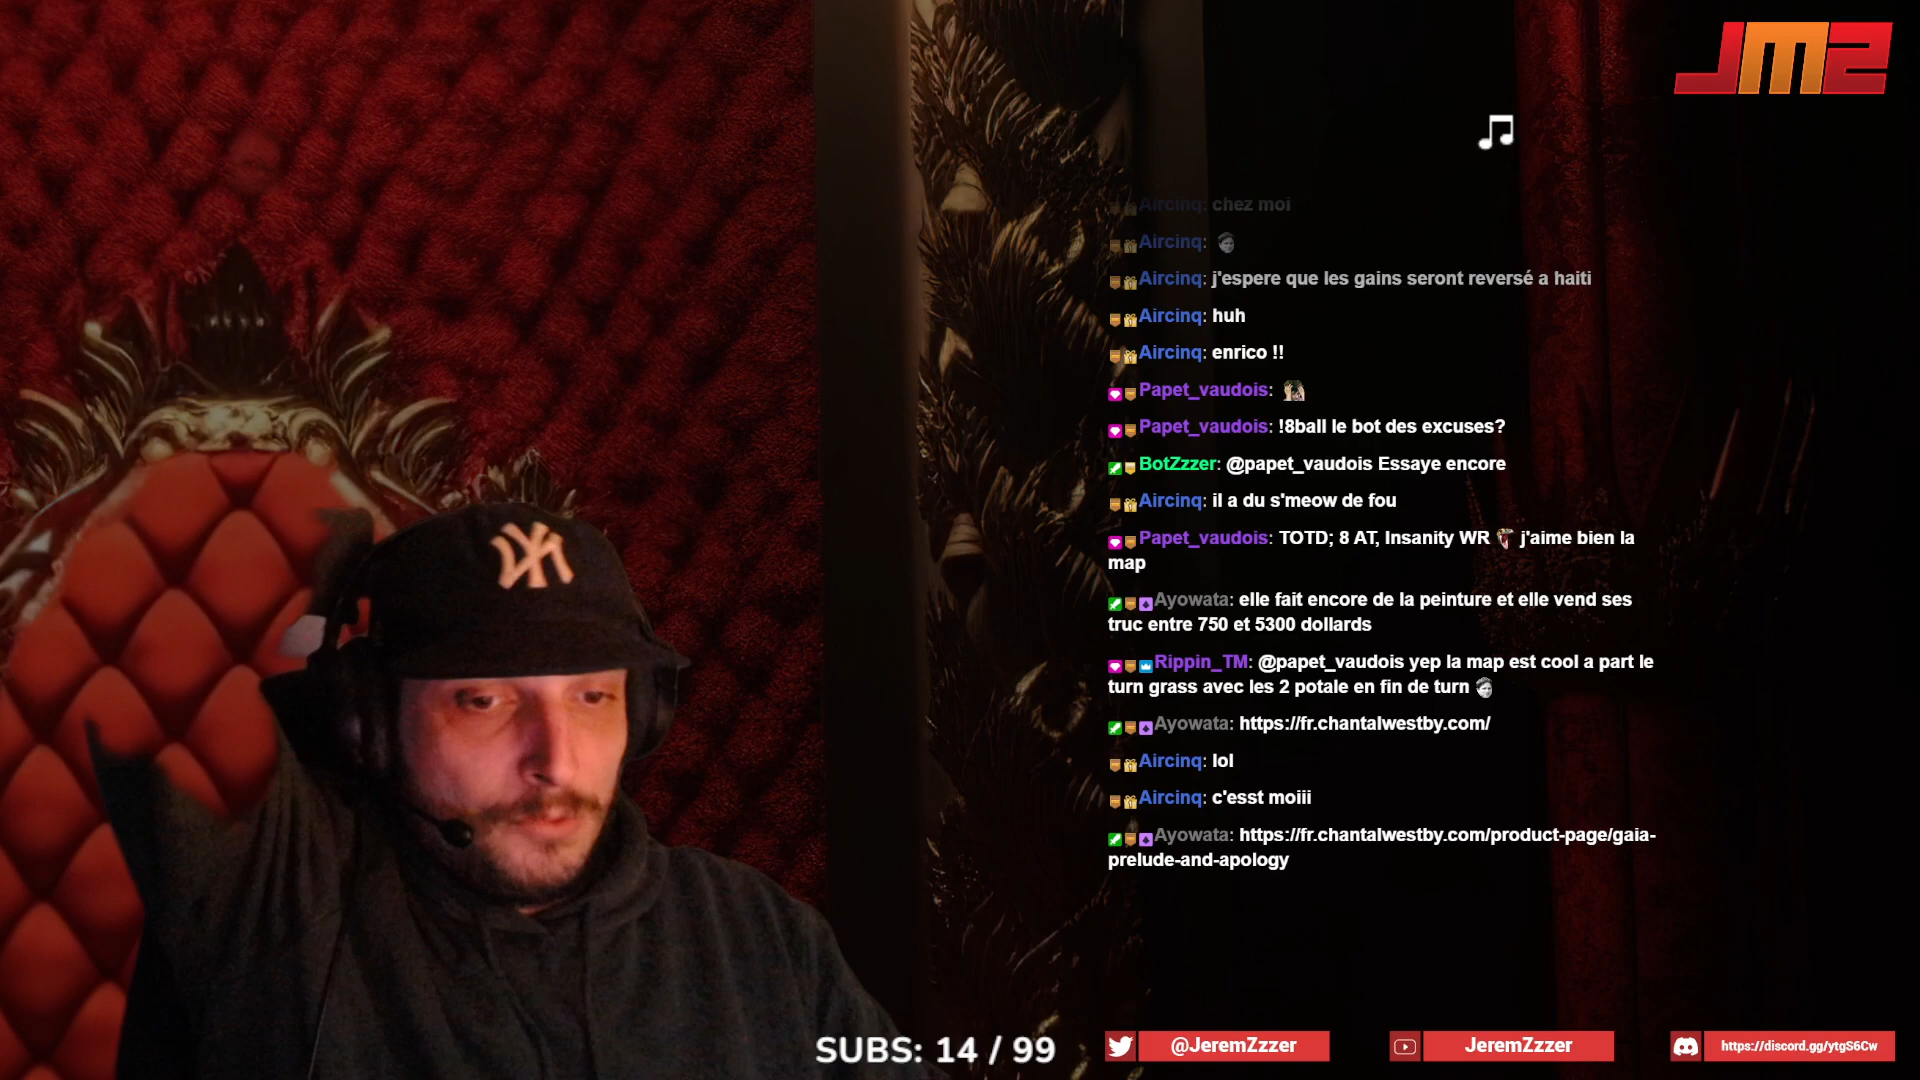 JMZ
Aircinq: chez moi
Aircinq:
Aircinq: j'espere que les gains seront reversé a haiti
Aircinq: huh
Aircinq: enrico !!
Papet_vaudois:
Papet_vaudois: !8ball le bot des excuses?
BotZzzer: @papet_vaudois Essaye encore
Aircinq: il a du s'meow de fou
Papet_vaudois: TOTD; 8 AT, Insanity WR j'aime bien la
map
Ayowata: elle fait encore de la peinture et elle vend ses
truc entre 750 et 5300 dollards
Rippin_TM: @papet_vaudois yep la map est cool a part le
turn grass avec les 2 potale en fin de turn
Ayowata: https://fr.chantalwestby.com/
Aircinq: lol
Aircinq: c'esst moiii
Ayowata: https://fr.chantalwestby.com/product-page/gaia-
prelude-and-apology
NY
SUBS: 14 / 99
@JeremZzzer
JeremZzzer
https://discord.gg/ytgS6Cw